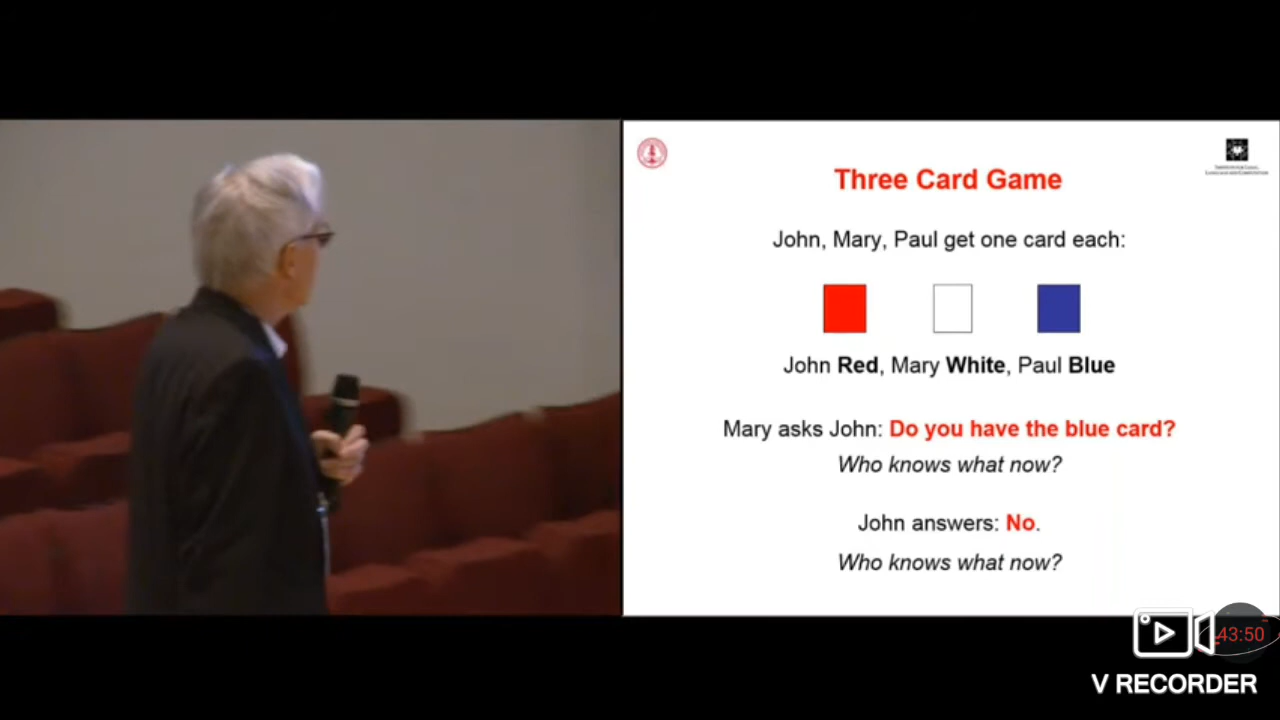 Three Card Game
John, Mary, Paul get one card each:
John Red, Mary White, Paul Blue
Mary asks John: Do you have the blue card?
Who knows what now?
John answers: No.
Who knows what now?
43:50
V RECORDER